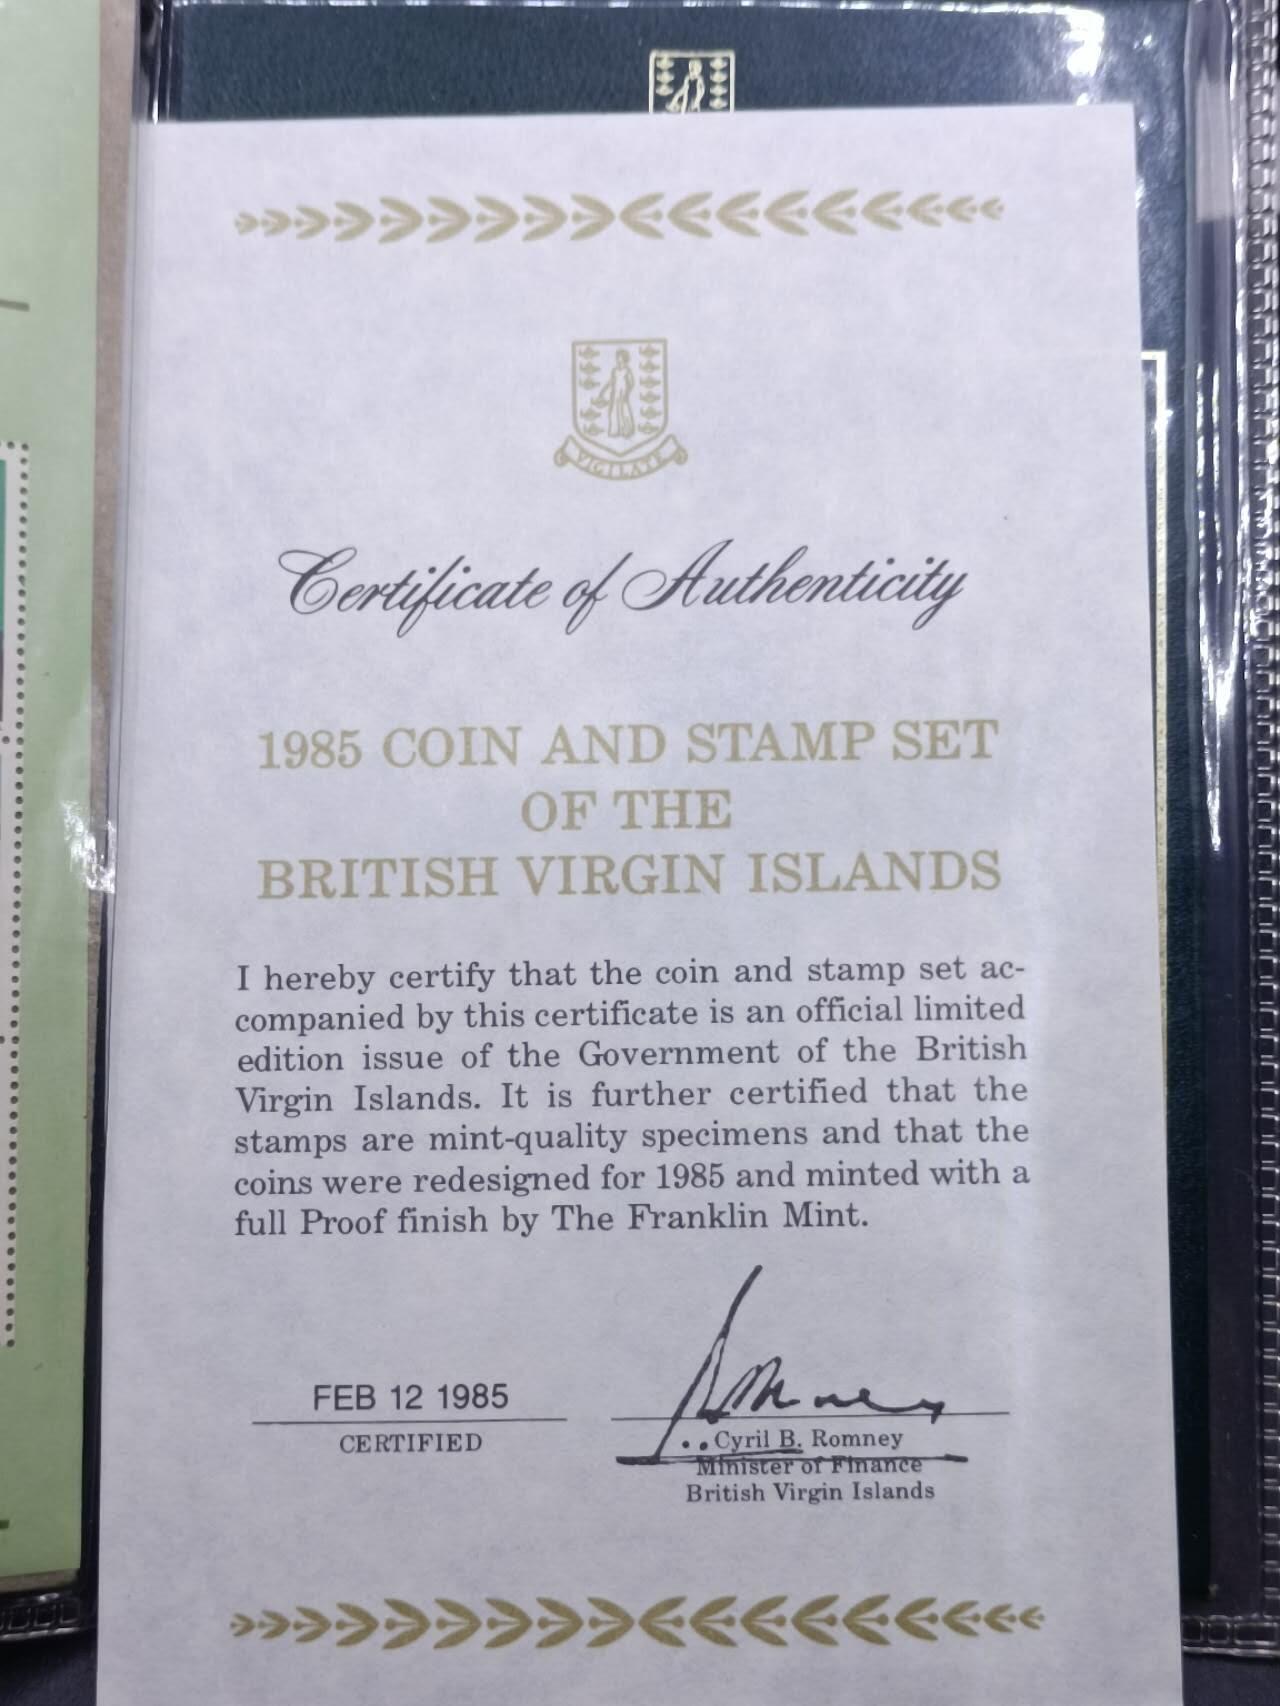 VIGILATE
Certificate of Authenticity
1985 COIN AND STAMP SET
OF THE
BRITISH VIRGIN ISLANDS
I hereby certify that the coin and stamp set ac-
companied by this certificate is an official limited
edition issue of the Government of the British
Virgin Islands. It is further certified that the
stamps are mint-quality specimens and that the
coins were redesigned for 1985 and minted with a
full Proof finish by The Franklin Mint.
FEB 12 1985
CERTIFIED
Cyril B. Romney
Minister of Finance
British Virgin Islands